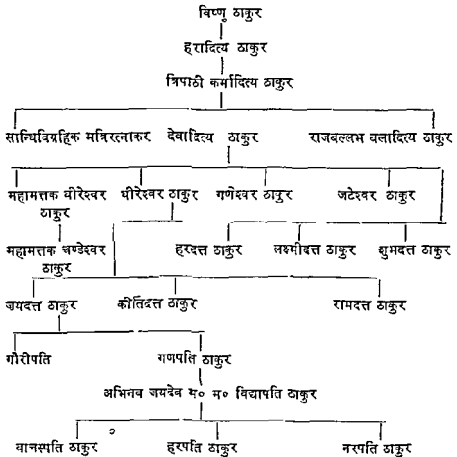 विष्णु ठाकुर
हरादित्य ठाकुर
त्रिपाठी कर्मादित्य ठाकुर
सान्धिविग्रहिक मत्रिरत्नाकर देवादित्य ठाकुर राजबल्लभ बलादित्य ठाकुर
महामत्तक वीरेश्वर ठाकुर धीरेश्वर ठाकुर गणेश्वर ठाकुर जटेश्वर ठाकुर
महामत्तक चण्डेश्वर ठाकुर हरदत्त ठाकुर लक्ष्मीदत्त ठाकुर शुभदत्त ठाकुर
जयदत्त ठाकुर कीर्तिदत्त ठाकुर रामदत्त ठाकुर
गौरीपति गणपति ठाकुर
अभिनव जयदेव म० म० विद्यापति ठाकुर
वाचस्पति ठाकुर हरपति ठाकुर नरपति ठाकुर